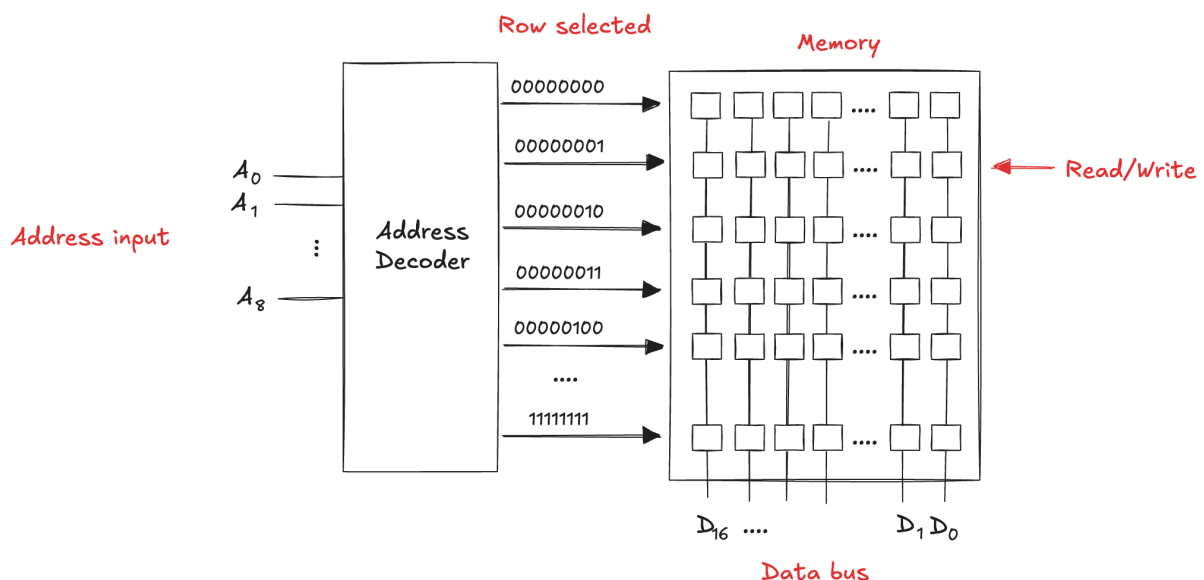 Row selected
Memory
00000000
....
00000001
A₀
....
Read/Write
A₁
00000010
Address input
⋮
Address
Decoder
....
00000011
A₈
....
00000100
....
....
11111111
....
D₁₆ .... D₁ D₀
Data bus